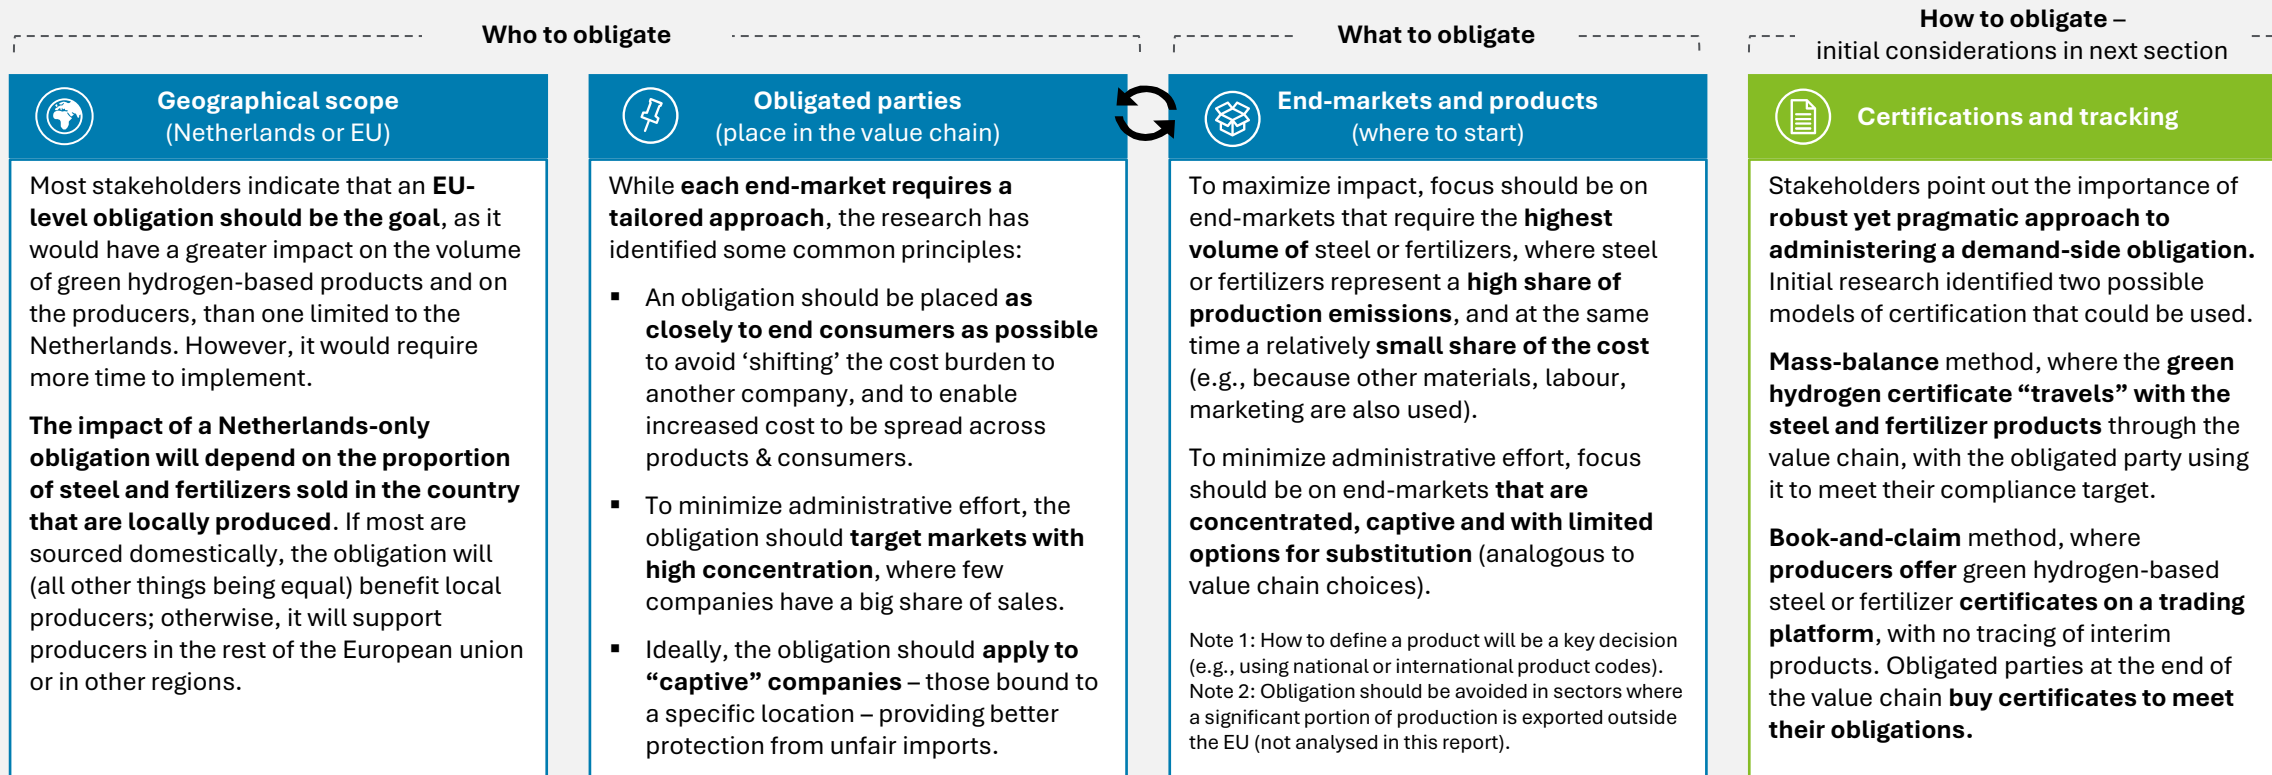 Who to obligate
What to obligate
How to obligate –
initial considerations in next section
Geographical scope
(Netherlands or EU)
Most stakeholders indicate that an EU-
level obligation should be the goal, as it
would have a greater impact on the volume
of green hydrogen-based products and on
the producers, than one limited to the
Netherlands. However, it would require
more time to implement.
The impact of a Netherlands-only
obligation will depend on the proportion
of steel and fertilizers sold in the country
that are locally produced. If most are
sourced domestically, the obligation will
(all other things being equal) benefit local
producers; otherwise, it will support
producers in the rest of the European union
or in other regions.
Obligated parties
(place in the value chain)
While each end-market requires a
tailored approach, the research has
identified some common principles:
▪ An obligation should be placed as
closely to end consumers as possible
to avoid ‘shifting’ the cost burden to
another company, and to enable
increased cost to be spread across
products & consumers.
▪ To minimize administrative effort, the
obligation should target markets with
high concentration, where few
companies have a big share of sales.
▪ Ideally, the obligation should apply to
“captive” companies – those bound to
a specific location – providing better
protection from unfair imports.
End-markets and products
(where to start)
To maximize impact, focus should be on
end-markets that require the highest
volume of steel or fertilizers, where steel
or fertilizers represent a high share of
production emissions, and at the same
time a relatively small share of the cost
(e.g., because other materials, labour,
marketing are also used).
To minimize administrative effort, focus
should be on end-markets that are
concentrated, captive and with limited
options for substitution (analogous to
value chain choices).
Note 1: How to define a product will be a key decision
(e.g., using national or international product codes).
Note 2: Obligation should be avoided in sectors where
a significant portion of production is exported outside
the EU (not analysed in this report).
Certifications and tracking
Stakeholders point out the importance of
robust yet pragmatic approach to
administering a demand-side obligation.
Initial research identified two possible
models of certification that could be used.
Mass-balance method, where the green
hydrogen certificate “travels” with the
steel and fertilizer products through the
value chain, with the obligated party using
it to meet their compliance target.
Book-and-claim method, where
producers offer green hydrogen-based
steel or fertilizer certificates on a trading
platform, with no tracing of interim
products. Obligated parties at the end of
the value chain buy certificates to meet
their obligations.